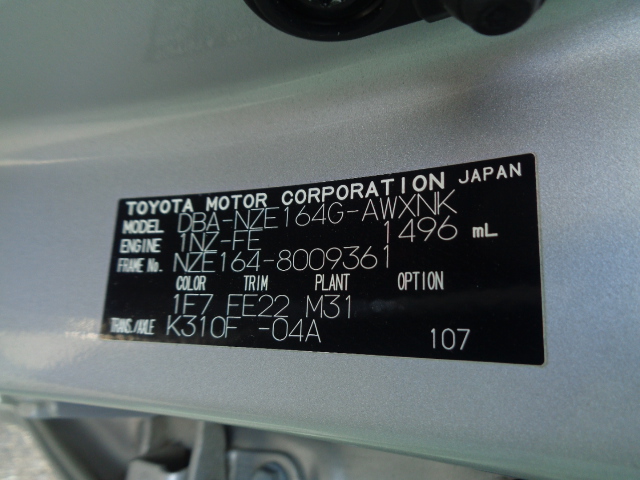 TOYOTA MOTOR CORPORATION JAPAN
MODEL DBA-NZE164G-AWXNK
ENGINE 1NZ-FE 1496 mL
FRAME No. NZE164-8009361
COLOR TRIM PLANT OPTION
1F7 FE22 M31
TRANS./AXLE K310F -04A 107